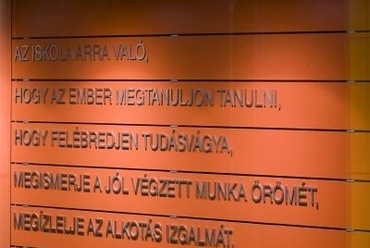 AZ ISKOLA ARRA VALÓ,
HOGY AZ EMBER MEGTANULJON TANULNI,
HOGY FELÉBREDJEN TUDÁSVÁGYA,
MEGISMERJE A JÓL VÉGZETT MUNKA ÖRÖMÉT,
MEGÍZLELJE AZ ALKOTÁS IZGALMÁT,